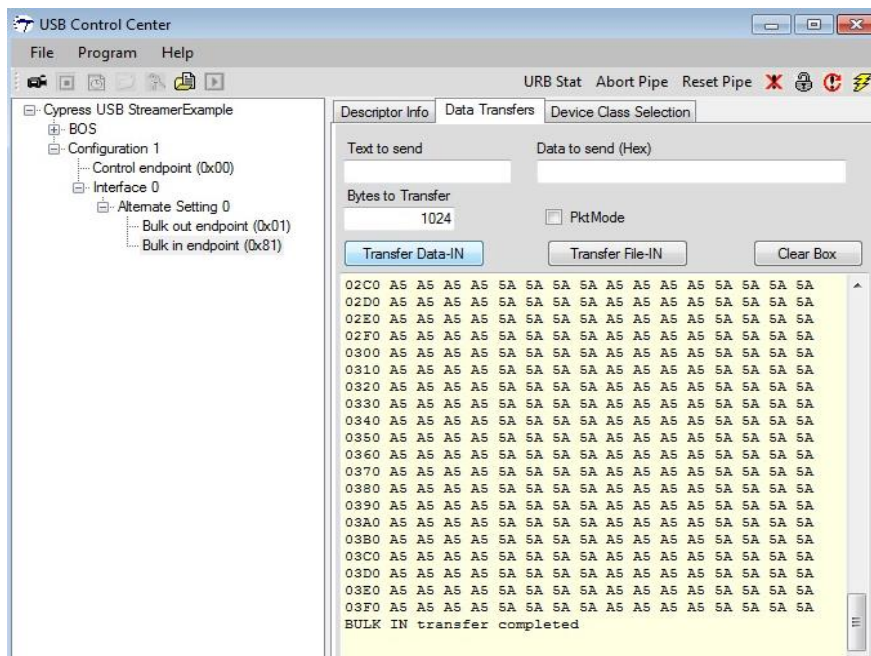 USB Control Center
File Program Help
URB Stat Abort Pipe Reset Pipe
Cypress USB StreamerExample
BOS
Configuration 1
Control endpoint (0x00)
Interface 0
Alternate Setting 0
Bulk out endpoint (0x01)
Bulk in endpoint (0x81)
Descriptor Info Data Transfers Device Class Selection
Text to send Data to send (Hex)
Bytes to Transfer
1024 PktMode
Transfer Data-IN Transfer File-IN Clear Box
02C0 A5 A5 A5 A5 5A 5A 5A 5A A5 A5 A5 A5 5A 5A 5A 5A
02D0 A5 A5 A5 A5 5A 5A 5A 5A A5 A5 A5 A5 5A 5A 5A 5A
02E0 A5 A5 A5 A5 5A 5A 5A 5A A5 A5 A5 A5 5A 5A 5A 5A
02F0 A5 A5 A5 A5 5A 5A 5A 5A A5 A5 A5 A5 5A 5A 5A 5A
0300 A5 A5 A5 A5 5A 5A 5A 5A A5 A5 A5 A5 5A 5A 5A 5A
0310 A5 A5 A5 A5 5A 5A 5A 5A A5 A5 A5 A5 5A 5A 5A 5A
0320 A5 A5 A5 A5 5A 5A 5A 5A A5 A5 A5 A5 5A 5A 5A 5A
0330 A5 A5 A5 A5 5A 5A 5A 5A A5 A5 A5 A5 5A 5A 5A 5A
0340 A5 A5 A5 A5 5A 5A 5A 5A A5 A5 A5 A5 5A 5A 5A 5A
0350 A5 A5 A5 A5 5A 5A 5A 5A A5 A5 A5 A5 5A 5A 5A 5A
0360 A5 A5 A5 A5 5A 5A 5A 5A A5 A5 A5 A5 5A 5A 5A 5A
0370 A5 A5 A5 A5 5A 5A 5A 5A A5 A5 A5 A5 5A 5A 5A 5A
0380 A5 A5 A5 A5 5A 5A 5A 5A A5 A5 A5 A5 5A 5A 5A 5A
0390 A5 A5 A5 A5 5A 5A 5A 5A A5 A5 A5 A5 5A 5A 5A 5A
03A0 A5 A5 A5 A5 5A 5A 5A 5A A5 A5 A5 A5 5A 5A 5A 5A
03B0 A5 A5 A5 A5 5A 5A 5A 5A A5 A5 A5 A5 5A 5A 5A 5A
03C0 A5 A5 A5 A5 5A 5A 5A 5A A5 A5 A5 A5 5A 5A 5A 5A
03D0 A5 A5 A5 A5 5A 5A 5A 5A A5 A5 A5 A5 5A 5A 5A 5A
03E0 A5 A5 A5 A5 5A 5A 5A 5A A5 A5 A5 A5 5A 5A 5A 5A
03F0 A5 A5 A5 A5 5A 5A 5A 5A A5 A5 A5 A5 5A 5A 5A 5A
BULK IN transfer completed